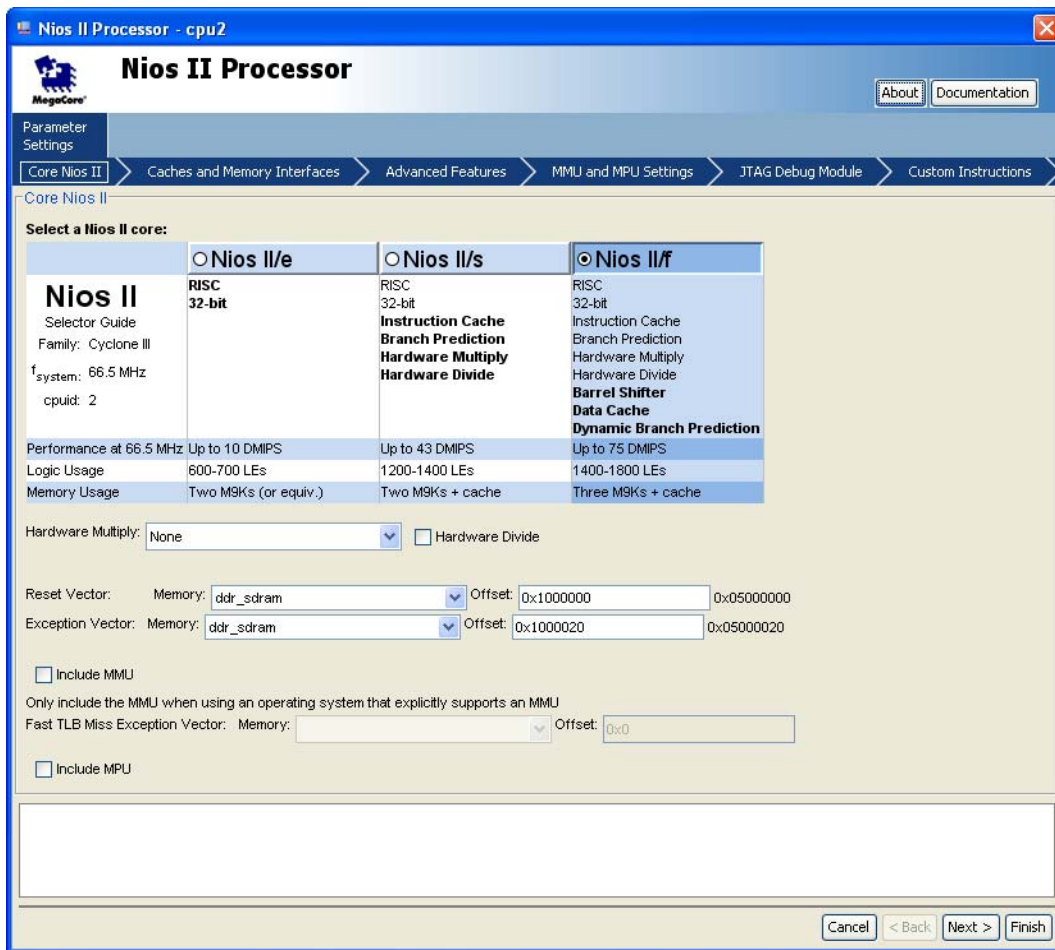 Nios II Processor - cpu2
MegaCore®
Nios II Processor
About Documentation
Parameter
Settings
Core Nios II Caches and Memory Interfaces Advanced Features MMU and MPU Settings JTAG Debug Module Custom Instructions
Core Nios II
Select a Nios II core:
Nios II/e Nios II/s Nios II/f
Nios II
Selector Guide
Family: Cyclone III
fsystem: 66.5 MHz
cpuid: 2
RISC
32-bit
RISC
32-bit
Instruction Cache
Branch Prediction
Hardware Multiply
Hardware Divide
RISC
32-bit
Instruction Cache
Branch Prediction
Hardware Multiply
Hardware Divide
Barrel Shifter
Data Cache
Dynamic Branch Prediction
Performance at 66.5 MHz Up to 10 DMIPS Up to 43 DMIPS Up to 75 DMIPS
Logic Usage 600-700 LEs 1200-1400 LEs 1400-1800 LEs
Memory Usage Two M9Ks (or equiv.) Two M9Ks + cache Three M9Ks + cache
Hardware Multiply: None Hardware Divide
Reset Vector: Memory: ddr_sdram Offset: 0x1000000 0x05000000
Exception Vector: Memory: ddr_sdram Offset: 0x1000020 0x05000020
Include MMU
Only include the MMU when using an operating system that explicitly supports an MMU
Fast TLB Miss Exception Vector: Memory: Offset: 0x0
Include MPU
Cancel < Back Next > Finish